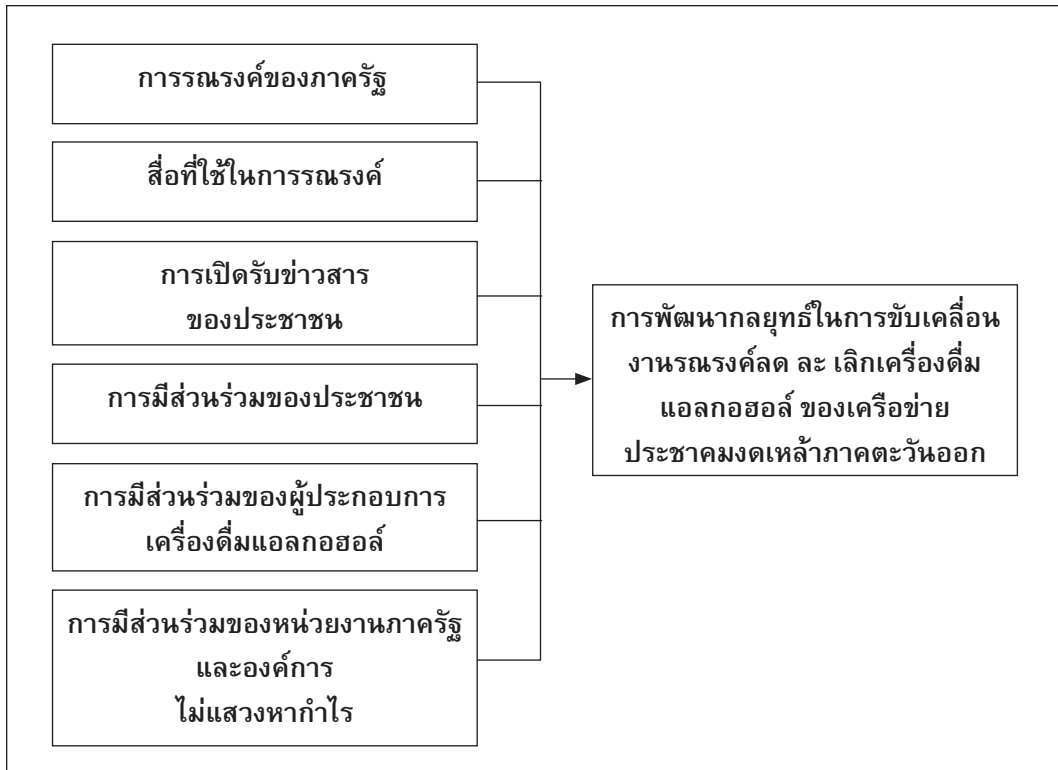 การรณรงค์ของภาครัฐ
สื่อที่ใช้ในการรณรงค์
การเปิดรับข่าวสาร
ของประชาชน
การมีส่วนร่วมของประชาชน
การมีส่วนร่วมของผู้ประกอบการ
เครื่องดื่มแอลกอฮอล์
การมีส่วนร่วมของหน่วยงานภาครัฐ
และองค์การ
ไม่แสวงหากำไร
การพัฒนากลยุทธ์ในการขับเคลื่อน
งานรณรงค์ลด ละ เลิกเครื่องดื่ม
แอลกอฮอล์ ของเครือข่าย
ประชาคมงดเหล้าภาคตะวันออก